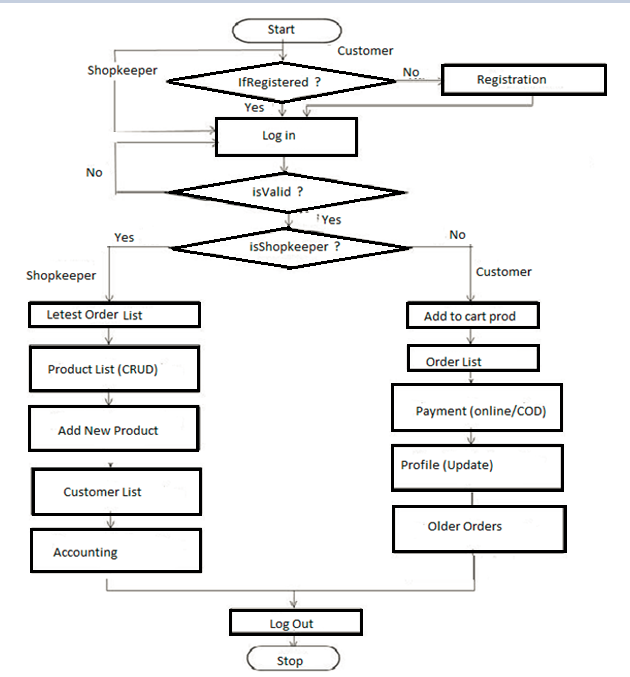 Start
Customer
Shopkeeper
IfRegistered ?
No
Registration
Yes
Log in
No
isValid ?
Yes
Yes
isShopkeeper ?
No
Shopkeeper
Customer
Letest Order List
Add to cart prod
Product List (CRUD)
Order List
Payment (online/COD)
Add New Product
Profile (Update)
Customer List
Older Orders
Accounting
Log Out
Stop